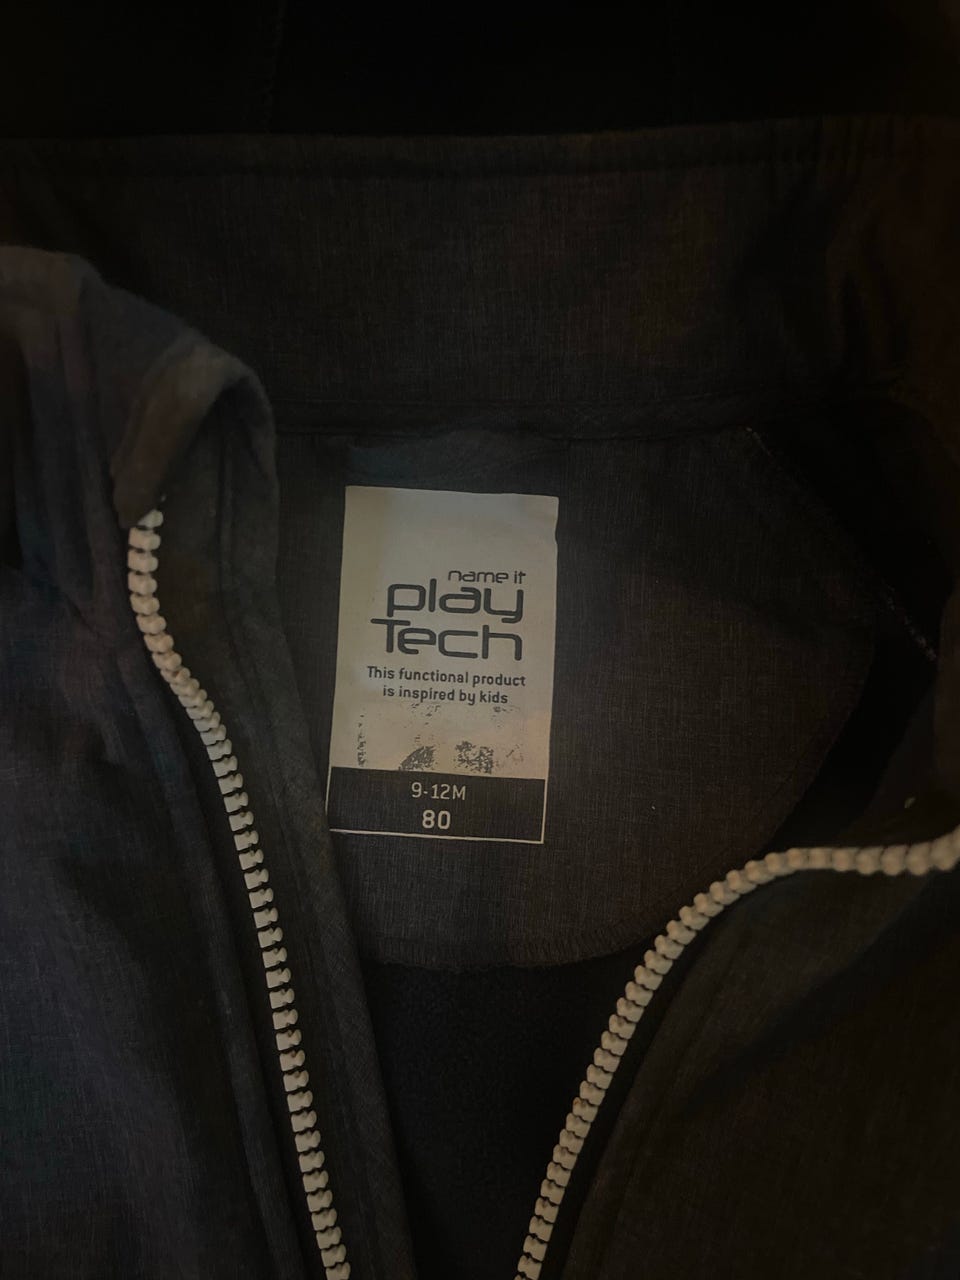 name it
play
Tech
This functional product
is inspired by kids
9-12M
80